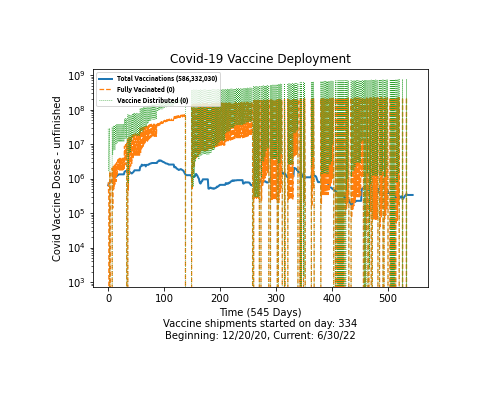 Covid-19 Vaccine Deployment
Total Vaccinations (586,332,030)
Fully Vacinated (0)
Vaccine Distributed (0)
Covid Vaccine Doses - unfinished
10⁹
10⁸
10⁷
10⁶
10⁵
10⁴
10³
0 100 200 300 400 500
Time (545 Days)
Vaccine shipments started on day: 334
Beginning: 12/20/20, Current: 6/30/22